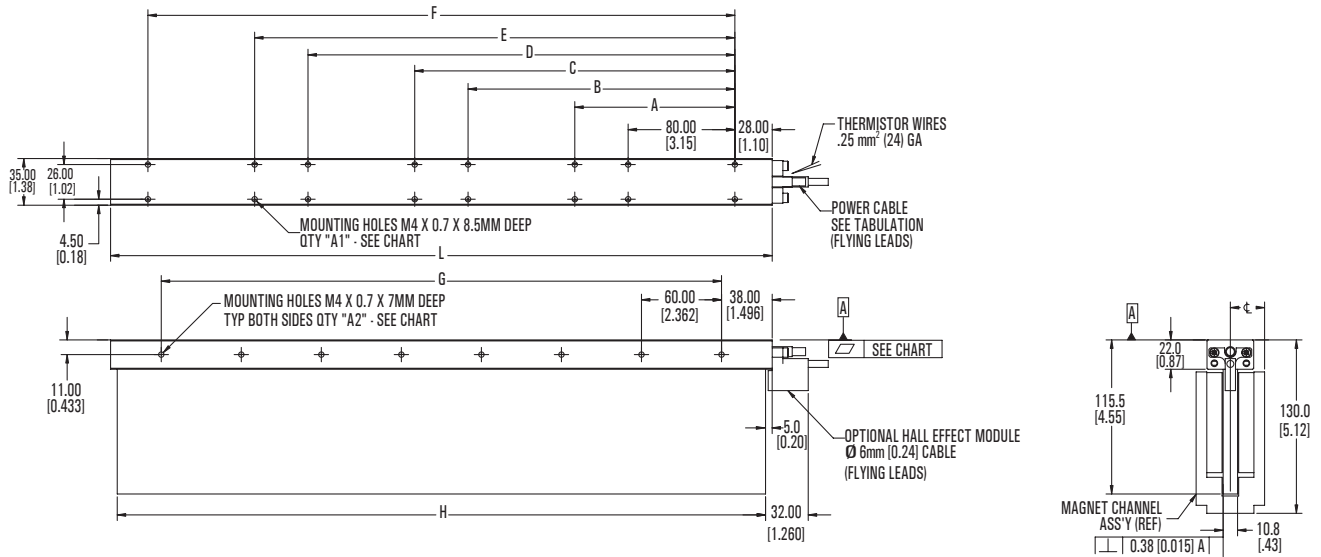 F
E
D
C
B
A
80.00
[3.15]
28.00
[1.10]
THERMISTOR WIRES
.25 mm² (24) GA
35.00
[1.38]
26.00
[1.02]
4.50
[0.18]
MOUNTING HOLES M4 X 0.7 X 8.5MM DEEP
QTY "A1" - SEE CHART
POWER CABLE
SEE TABULATION
(FLYING LEADS)
L
G
MOUNTING HOLES M4 X 0.7 X 7MM DEEP
TYP BOTH SIDES QTY "A2" - SEE CHART
60.00
[2.362]
38.00
[1.496]
A
SEE CHART
11.00
[0.433]
5.0
[0.20]
OPTIONAL HALL EFFECT MODULE
Ø 6mm [0.24] CABLE
(FLYING LEADS)
H
32.00
[1.260]
A
℄
22.0
[0.87]
115.5
[4.55]
130.0
[5.12]
MAGNET CHANNEL
ASS'Y (REF)
10.8
[.43]
⊥ 0.38 [0.015] A